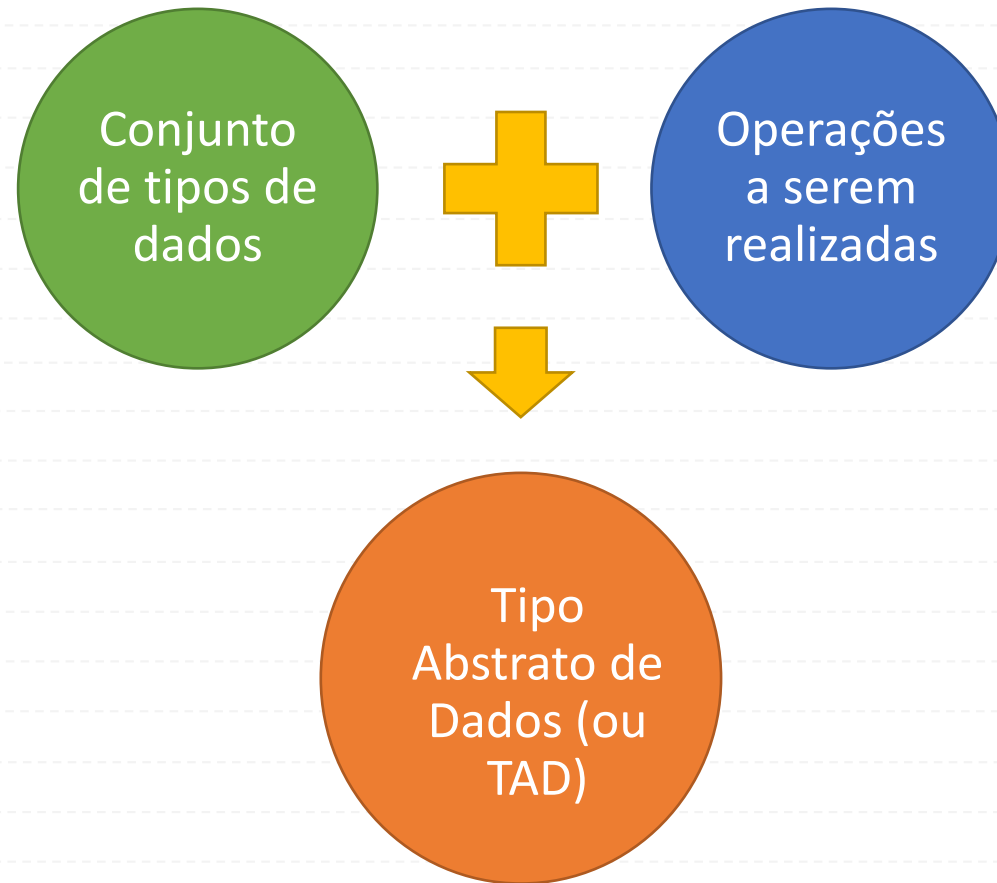 Conjunto
de tipos de
dados
Operações
a serem
realizadas
Tipo
Abstrato de
Dados (ou
TAD)